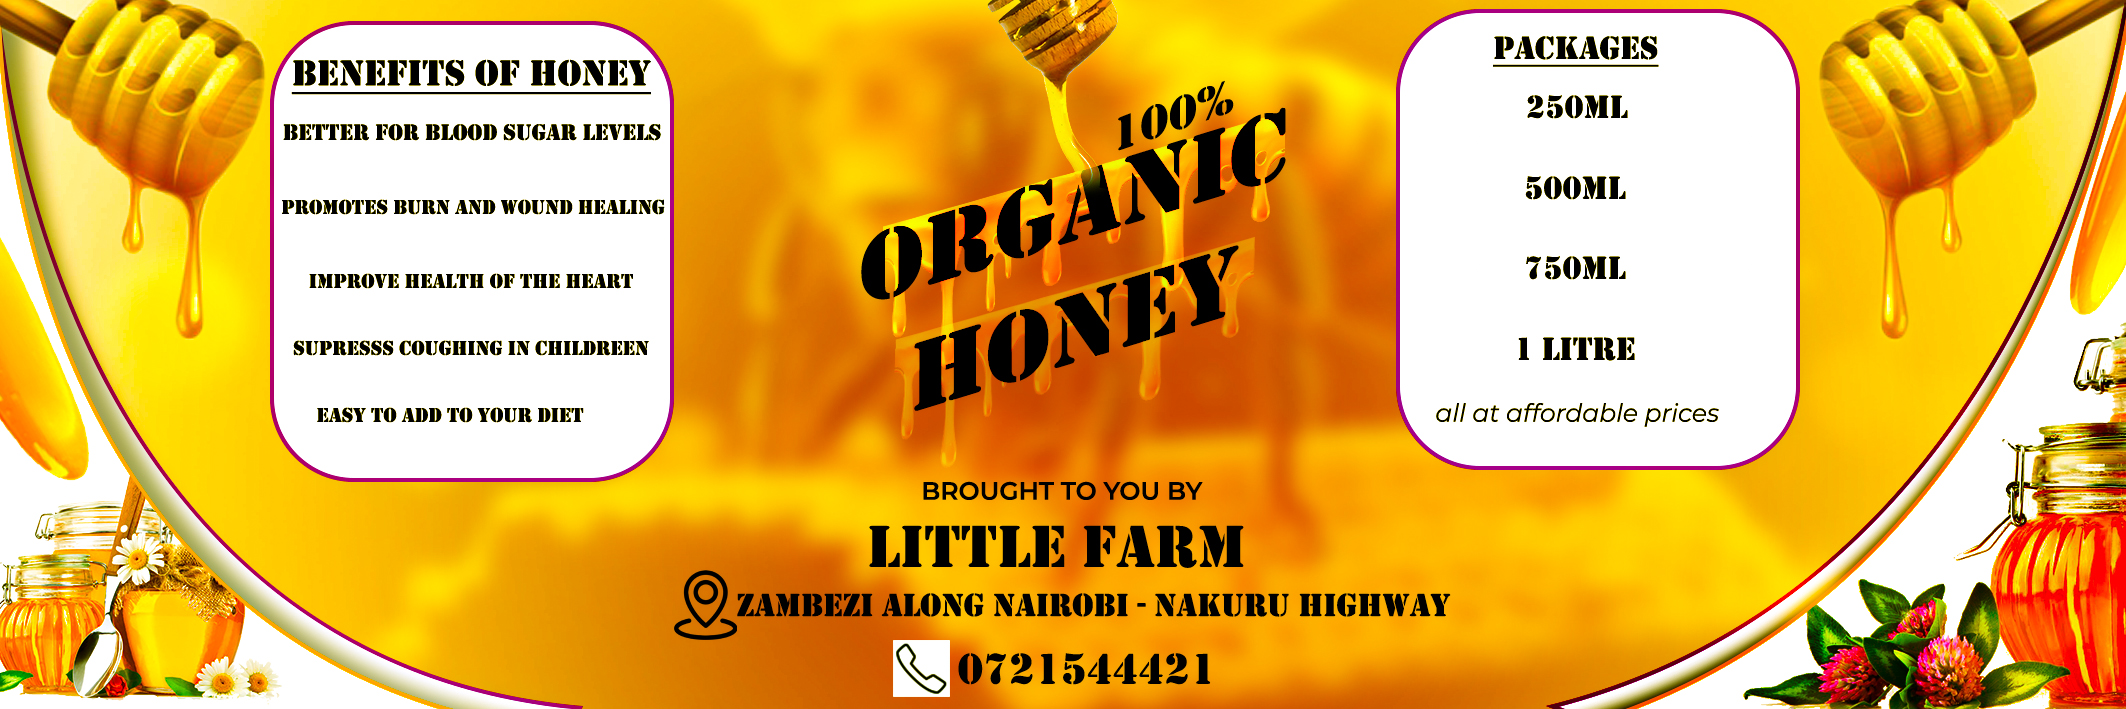 BENEFITS OF HONEY
BETTER FOR BLOOD SUGAR LEVELS
PROMOTES BURN AND WOUND HEALING
IMPROVE HEALTH OF THE HEART
SUPRESSS COUGHING IN CHILDREEN
EASY TO ADD TO YOUR DIET
100%
ORGANIC
HONEY
BROUGHT TO YOU BY
LITTLE FARM
ZAMBEZI ALONG NAIROBI - NAKURU HIGHWAY
0721544421
PACKAGES
250ML
500ML
750ML
1 LITRE
all at affordable prices